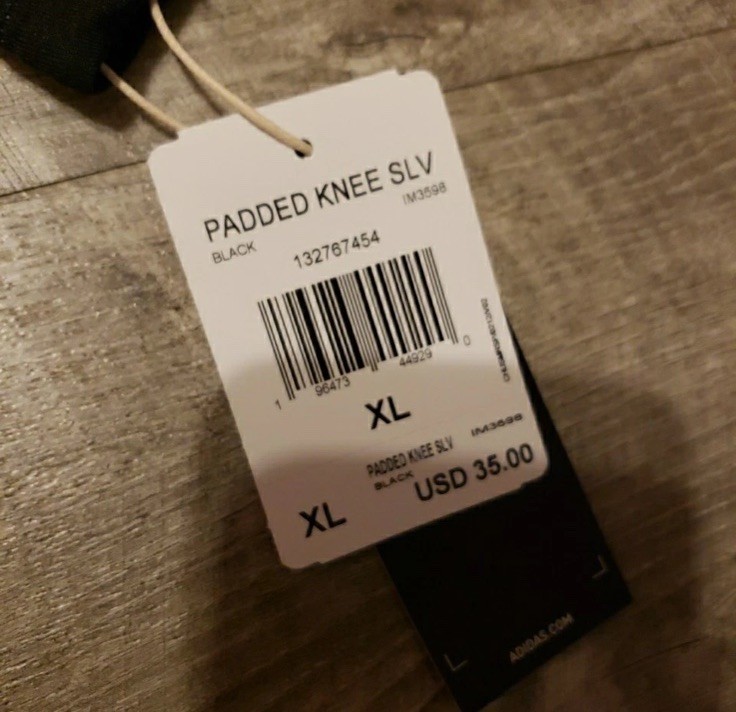 PADDED KNEE SLV
BLACK IM3598
132767454
1 96473 44929 0
XL
PADDED KNEE SLV IM3598
BLACK
XL USD 35.00
ADIDAS.COM